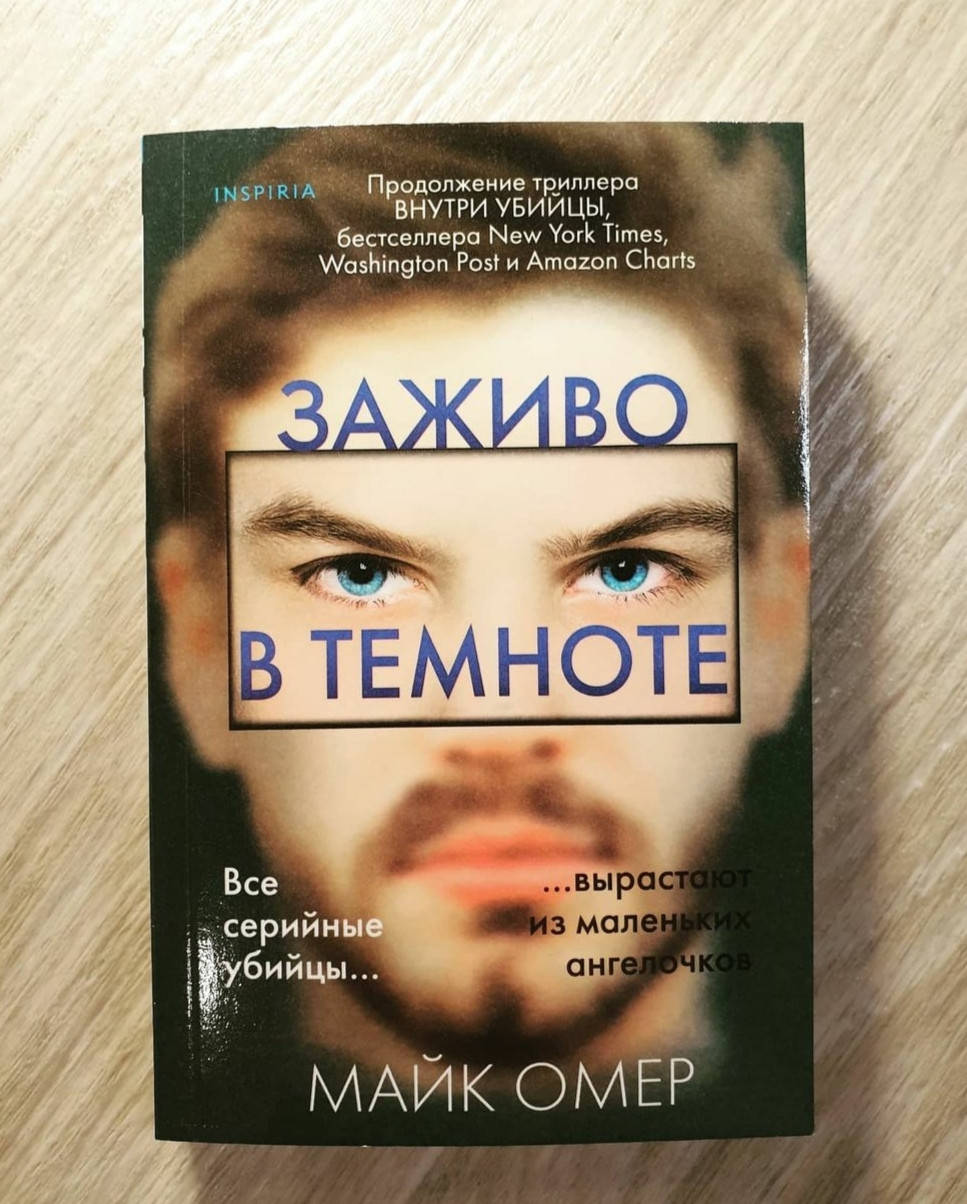 INSPIRIA
Продолжение триллера
ВНУТРИ УБИЙЦЫ,
бестселлера New York Times,
Washington Post и Amazon Charts
ЗАЖИВО
В ТЕМНОТЕ
Все
серийные
убийцы...
...вырастают
из маленьких
ангелочков
МАЙК ОМЕР